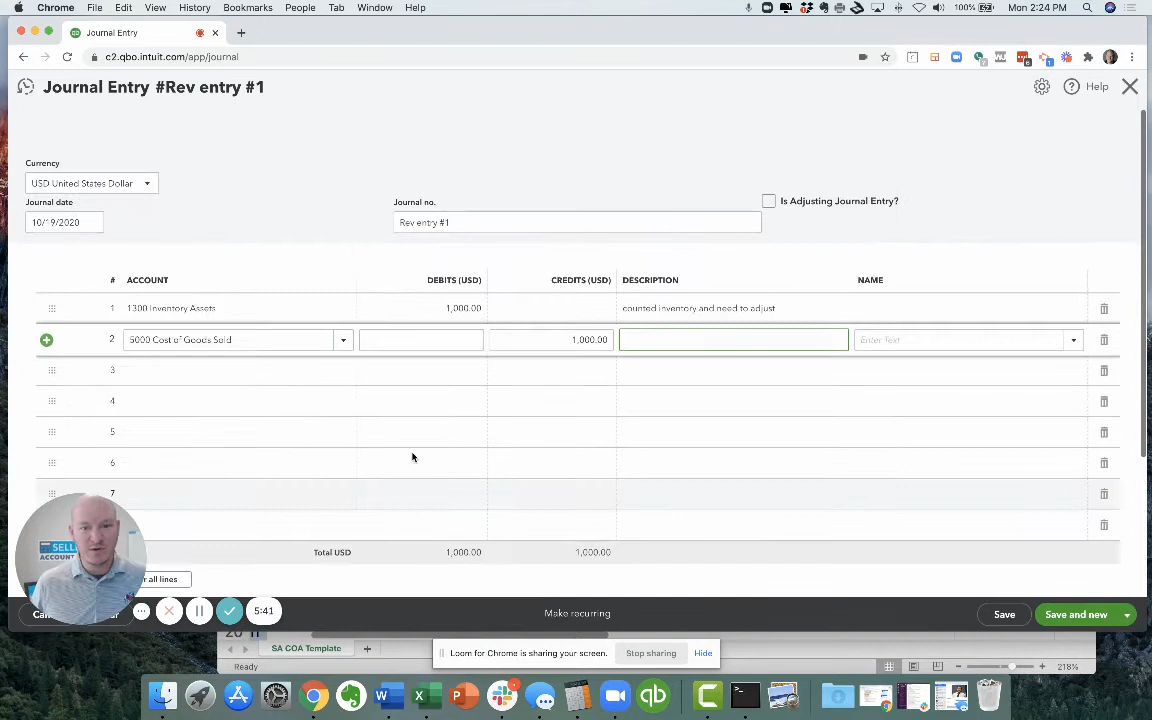 Chrome File Edit View History Bookmarks People Tab Window Help
100% Mon 2:24 PM
Journal Entry
c2.qbo.intuit.com/app/journal
Journal Entry #Rev entry #1
Help
Currency
USD United States Dollar
Journal date
Journal no.
Is Adjusting Journal Entry?
10/19/2020
Rev entry #1
# ACCOUNT DEBITS (USD) CREDITS (USD) DESCRIPTION NAME
1 1300 Inventory Assets 1,000.00 counted inventory and need to adjust
2 5000 Cost of Goods Sold 1,000.00 Enter Text
3
4
5
6
7
Total USD 1,000.00 1,000.00
all lines
5:41
Make recurring
Save
Save and new
SA COA Template
Loom for Chrome is sharing your screen.
Stop sharing
Hide
Ready
218%